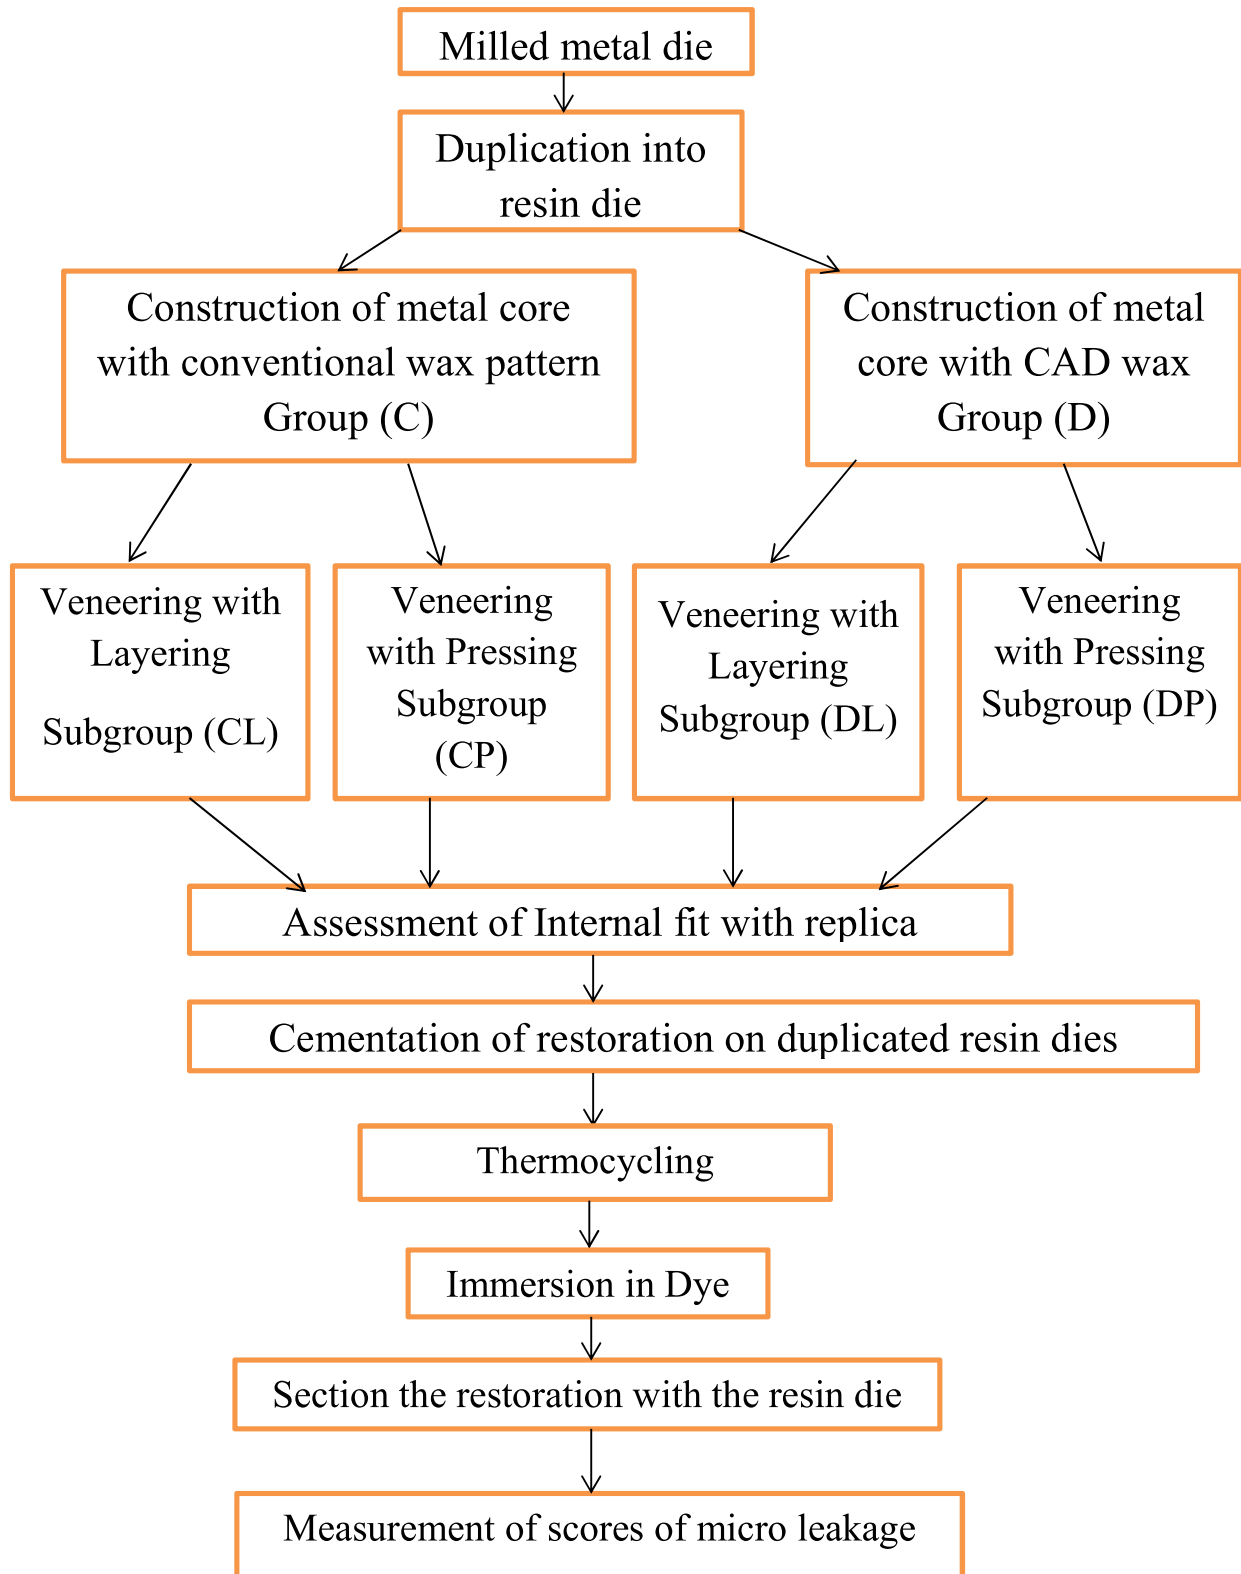 Milled metal die
Duplication into
resin die
Construction of metal core
with conventional wax pattern
Group (C)
Construction of metal
core with CAD wax
Group (D)
Veneering with
Layering
Subgroup (CL)
Veneering
with Pressing
Subgroup
(CP)
Veneering with
Layering
Subgroup (DL)
Veneering
with Pressing
Subgroup (DP)
Assessment of Internal fit with replica
Cementation of restoration on duplicated resin dies
Thermocycling
Immersion in Dye
Section the restoration with the resin die
Measurement of scores of micro leakage